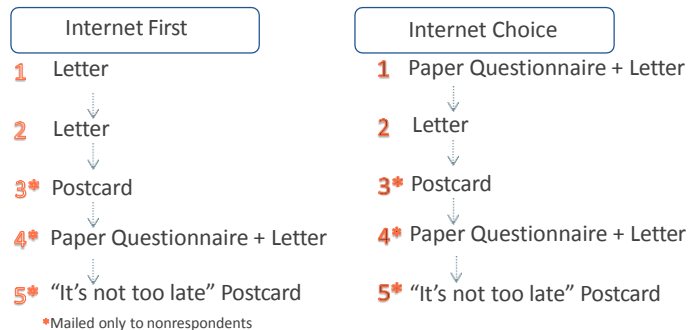 Internet First
1 Letter
2 Letter
3* Postcard
4* Paper Questionnaire + Letter
5* “It’s not too late” Postcard
*Mailed only to nonrespondents
Internet Choice
1 Paper Questionnaire + Letter
2 Letter
3* Postcard
4* Paper Questionnaire + Letter
5* “It’s not too late” Postcard